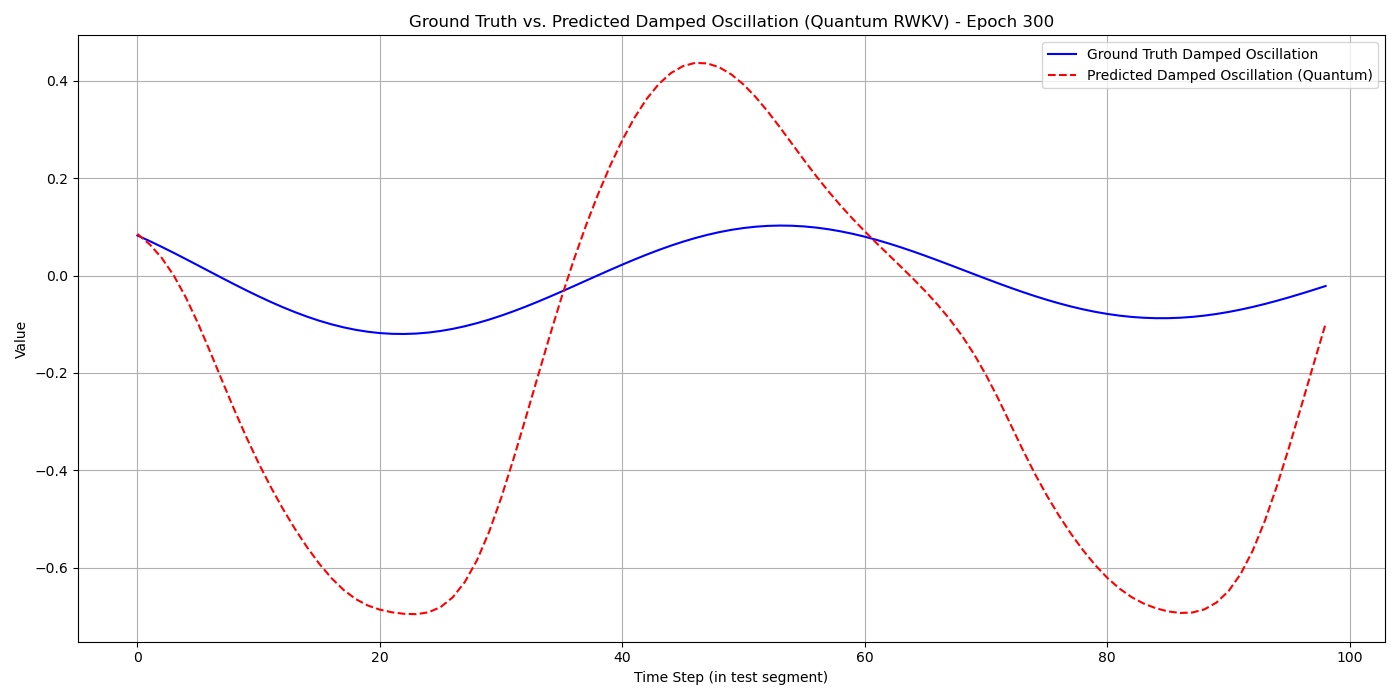 Ground Truth vs. Predicted Damped Oscillation (Quantum RWKV) - Epoch 300
Ground Truth Damped Oscillation
Predicted Damped Oscillation (Quantum)
Value
0.4
0.2
0.0
−0.2
−0.4
−0.6
0 20 40 60 80 100
Time Step (in test segment)